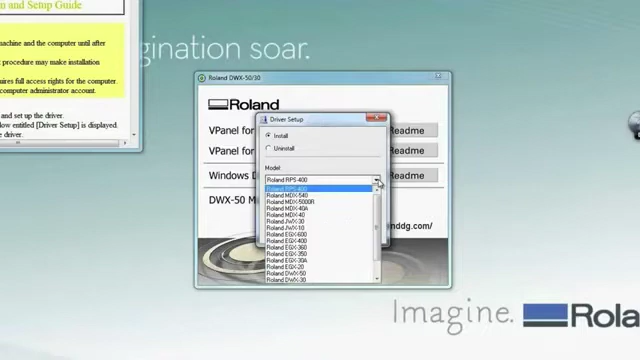 n and Setup Guide
machine and the computer until after
procedure may make installation
uires full access rights for the computer.
computer administrator account.
and set up the driver.
ow entitled [Driver Setup] is displayed.
he driver.
gination soar.
Roland DWX-50/30
Roland
VPanel for
Readme
VPanel for
Readme
Windows D
Readme
DWX-50 M
nddg.com/
Driver Setup
Install
Uninstall
Model:
Roland RPS-400
Roland RPS-400
Roland MDX-540
Roland MDX-5000R
Roland MDX-40A
Roland MDX-40
Roland JWX-30
Roland JWX-10
Roland EGX-600
Roland EGX-400
Roland EGX-360
Roland EGX-350
Roland EGX-30A
Roland EGX-20
Roland DWX-50
Roland DWX-30
Imagine.
Rola